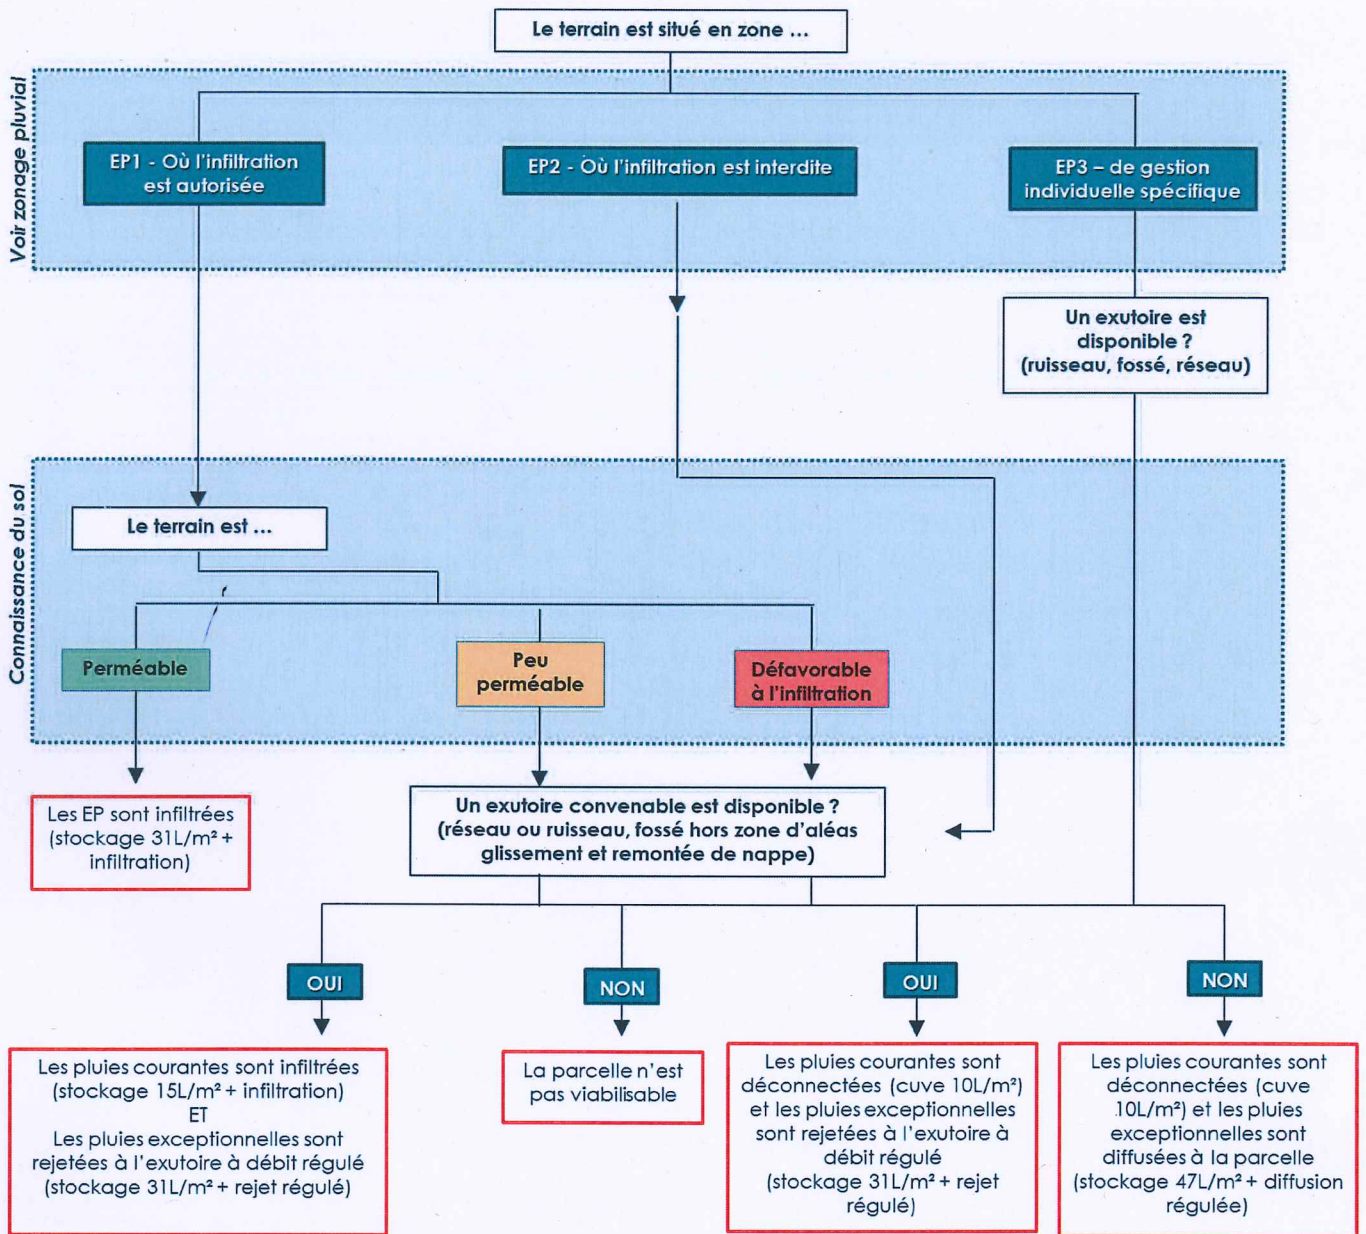 Le terrain est situé en zone ...
Voir zonage pluvial
EP1 - Où l'infiltration
est autorisée
EP2 - Où l'infiltration est interdite
EP3 – de gestion
individuelle spécifique
Un exutoire est
disponible ?
(ruisseau, fossé, réseau)
Connaissance du sol
Le terrain est ...
Perméable
Peu
perméable
Défavorable
à l'infiltration
Les EP sont infiltrées
(stockage 31L/m² +
infiltration)
Un exutoire convenable est disponible ?
(réseau ou ruisseau, fossé hors zone d'aléas
glissement et remontée de nappe)
OUI
NON
OUI
NON
Les pluies courantes sont infiltrées
(stockage 15L/m² + infiltration)
ET
Les pluies exceptionnelles sont
rejetées à l'exutoire à débit régulé
(stockage 31L/m² + rejet régulé)
La parcelle n'est
pas viabilisable
Les pluies courantes sont
déconnectées (cuve 10L/m²)
et les pluies exceptionnelles
sont rejetées à l'exutoire à
débit régulé
(stockage 31L/m² + rejet
régulé)
Les pluies courantes sont
déconnectées (cuve
10L/m²) et les pluies
exceptionnelles sont
diffusées à la parcelle
(stockage 47L/m² + diffusion
régulée)